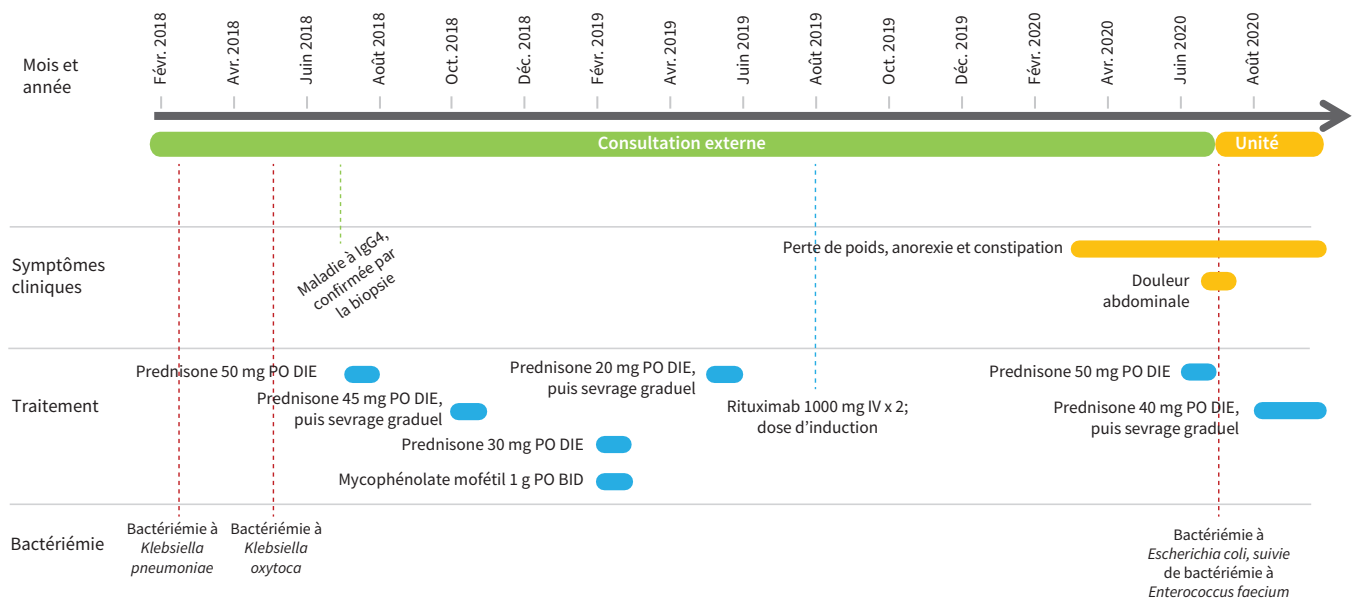 Mois et
année
Févr. 2018
Avr. 2018
Juin 2018
Août 2018
Oct. 2018
Déc. 2018
Févr. 2019
Avr. 2019
Juin 2019
Août 2019
Oct. 2019
Déc. 2019
Févr. 2020
Avr. 2020
Juin 2020
Août 2020
Consultation externe
Unité
Symptômes
cliniques
Maladie à IgG4,
confirmée par
la biopsie
Perte de poids, anorexie et constipation
Douleur
abdominale
Traitement
Prednisone 50 mg PO DIE
Prednisone 45 mg PO DIE,
puis sevrage graduel
Prednisone 30 mg PO DIE
Mycophénolate mofétil 1 g PO BID
Prednisone 20 mg PO DIE,
puis sevrage graduel
Rituximab 1000 mg IV x 2;
dose d’induction
Prednisone 50 mg PO DIE
Prednisone 40 mg PO DIE,
puis sevrage graduel
Bactériémie
Bactériémie à
Klebsiella
pneumoniae
Bactériémie à
Klebsiella
oxytoca
Bactériémie à
Escherichia coli, suivie
de bactériémie à
Enterococcus faecium